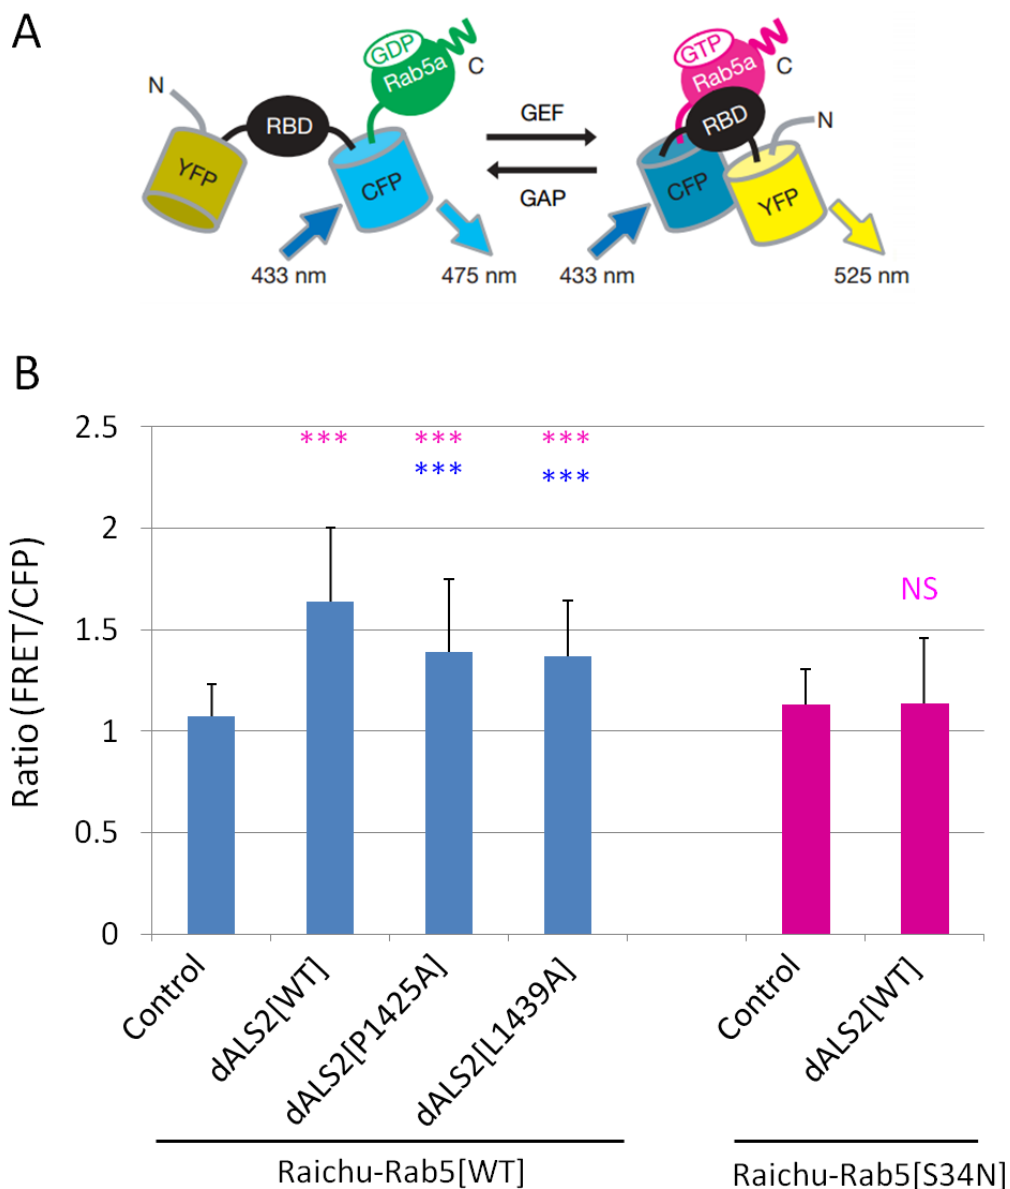 A
N
RBD
YFP
GDP
Rab5a
C
CFP
433 nm
475 nm
GEF
GAP
GTP
Rab5a
C
RBD
N
CFP
YFP
433 nm
525 nm
B
Ratio (FRET/CFP)
2.5
2
1.5
1
0.5
0
*** *** ***
*** ***
NS
Control
dALS2[WT]
dALS2[P1425A]
dALS2[L1439A]
Control
dALS2[WT]
Raichu-Rab5[WT]
Raichu-Rab5[S34N]